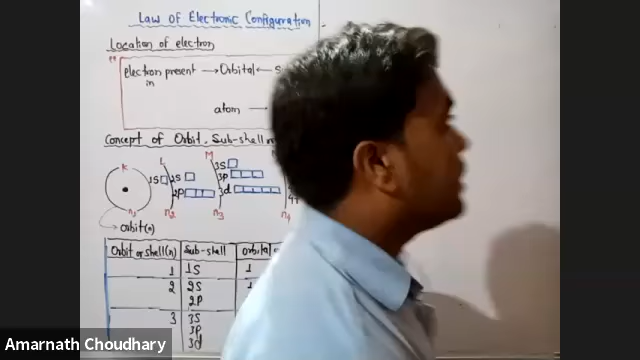 Law of Electronic Configuration
Location of electron
electron present → Orbital ← S
in
atom —
Concept of Orbit, Sub-shell
K L M
1S 2S 3S
2P 3P
3d
n1 n2 n3 n4
orbit(n)
Orbit or shell(n) Sub-shell orbital
1 1S 1
2 2S 1
2P
3 3S
3P
3d
Amarnath Choudhary